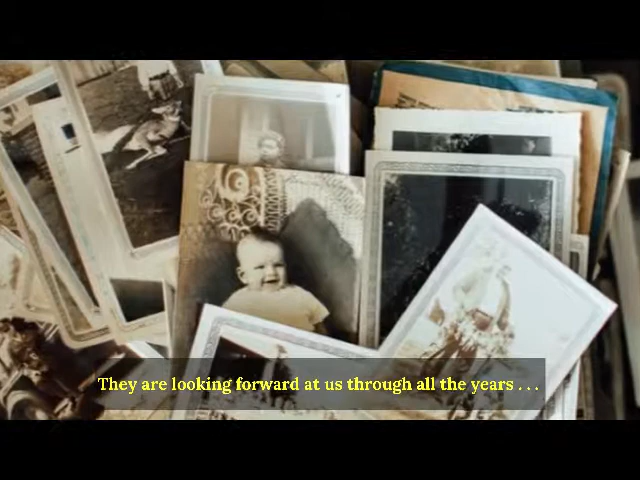 They are looking forward at us through all the years . . .